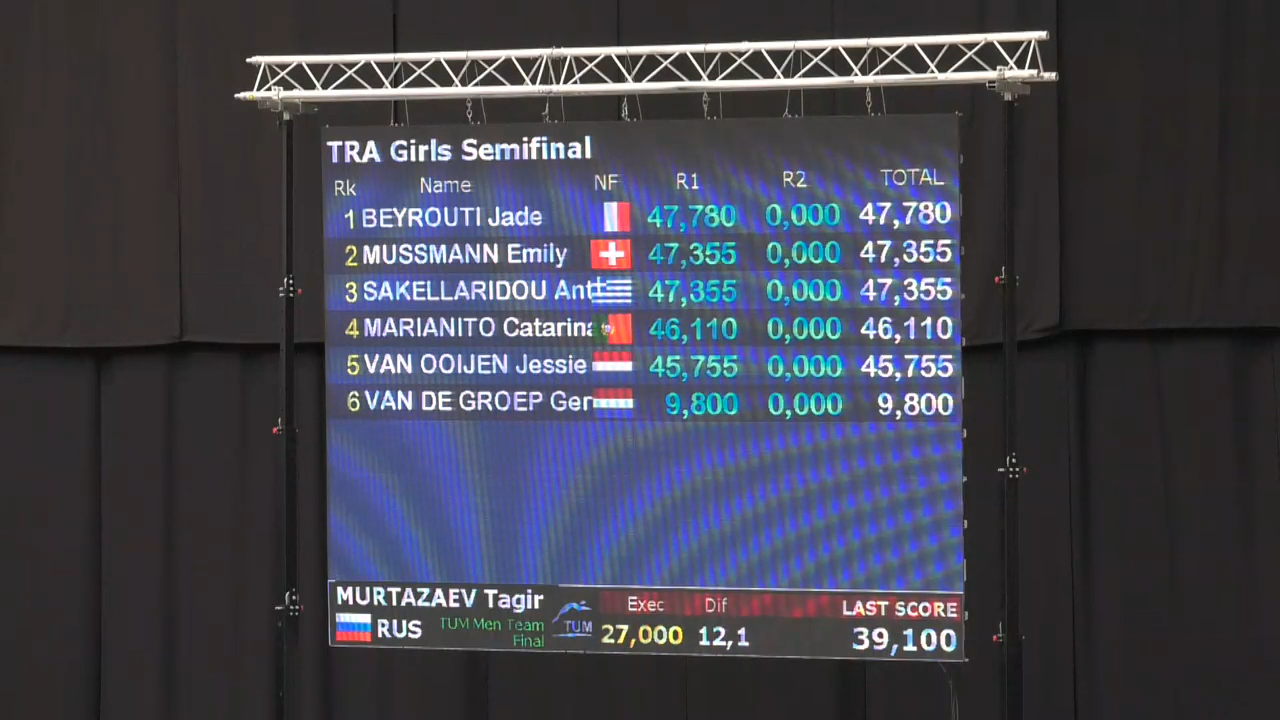 TRA Girls Semifinal
Rk Name NF R1 R2 TOTAL
1 BEYROUTI Jade 47,780 0,000 47,780
2 MUSSMANN Emily 47,355 0,000 47,355
3 SAKELLARIDOU Ant 47,355 0,000 47,355
4 MARIANITO Catarina 46,110 0,000 46,110
5 VAN OOIJEN Jessie 45,755 0,000 45,755
6 VAN DE GROEP Ger 9,800 0,000 9,800
MURTAZAEV Tagir Exec Dif LAST SCORE
RUS TUM Men Team Final TUM 27,000 12,1 39,100